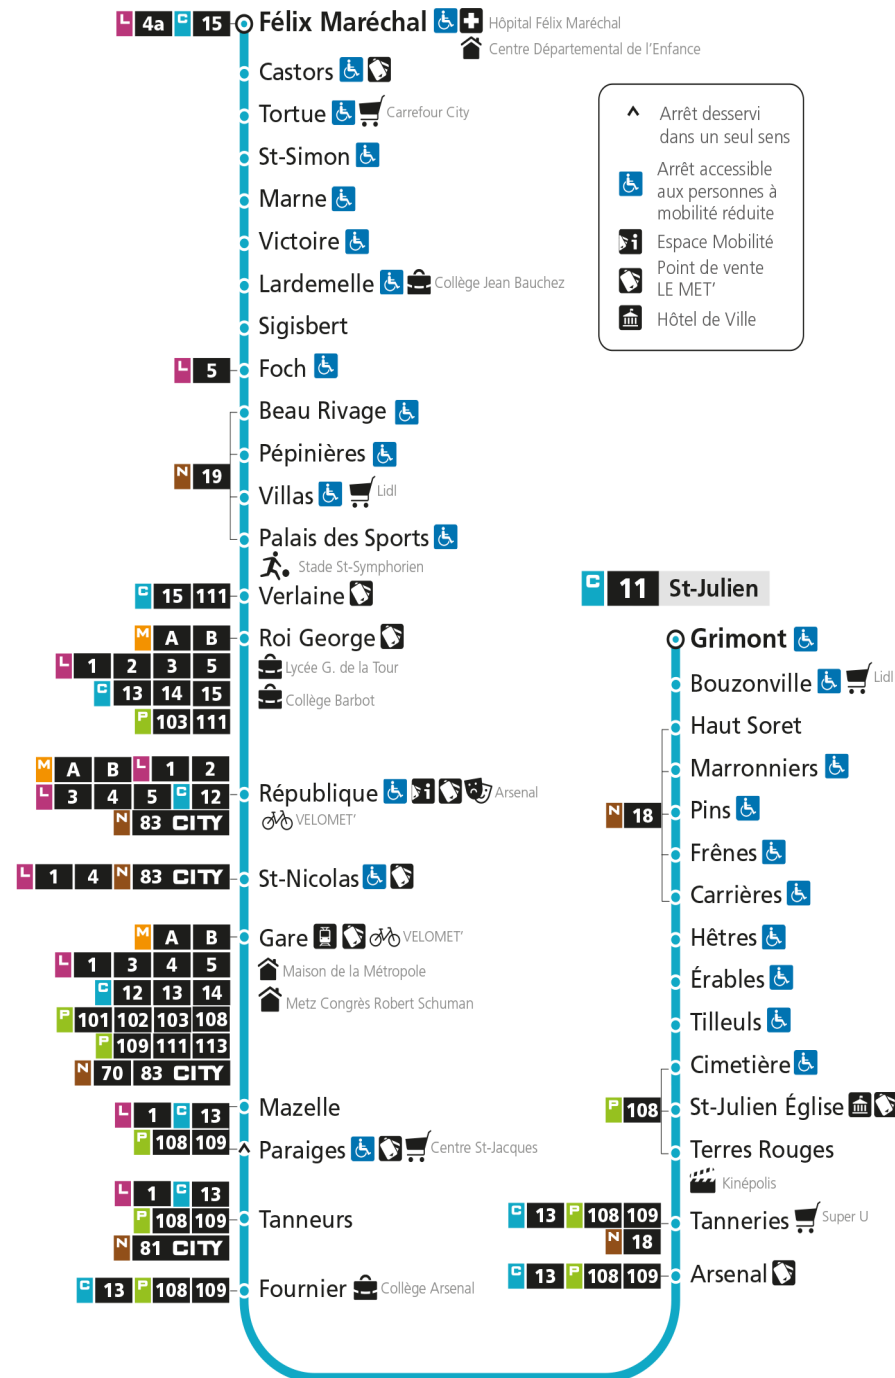 L 4a C 15 Félix Maréchal Hôpital Félix Maréchal
Centre Départemental de l'Enfance
Castors
Tortue Carrefour City
St-Simon
Marne
Victoire
Lardemelle Collège Jean Bauchez
Sigisbert
L 5 Foch
Beau Rivage
Pépinières
N 19
Villas Lidl
Palais des Sports
Stade St-Symphorien
C 15 111 Verlaine
M A B Roi George
L 1 2 3 5 Lycée G. de la Tour
C 13 14 15 Collège Barbot
P 103 111
M A B L 1 2
L 3 4 5 C 12 République i Arsenal
N 83 CITY VELOMET'
L 1 4 N 83 CITY St-Nicolas
M A B Gare VELOMET'
L 1 3 4 5 Maison de la Métropole
C 12 13 14 Metz Congrès Robert Schuman
P 101 102 103 108
P 109 111 113
N 70 83 CITY
Mazelle
L 1 C 13
P 108 109 Paraiges Centre St-Jacques
L 1 C 13
P 108 109 Tanneurs
N 81 CITY
C 13 P 108 109 Fournier Collège Arsenal
Arrêt desservi
dans un seul sens
Arrêt accessible
aux personnes à
mobilité réduite
i Espace Mobilité
Point de vente
LE MET'
Hôtel de Ville
C 11 St-Julien
Grimont
Bouzonville Lidl
Haut Soret
Marronniers
N 18 Pins
Frênes
Carrières
Hêtres
Érables
Tilleuls
Cimetière
P 108 St-Julien Église
Terres Rouges
Kinépolis
C 13 P 108 109 Tanneries Super U
N 18
C 13 P 108 109 Arsenal